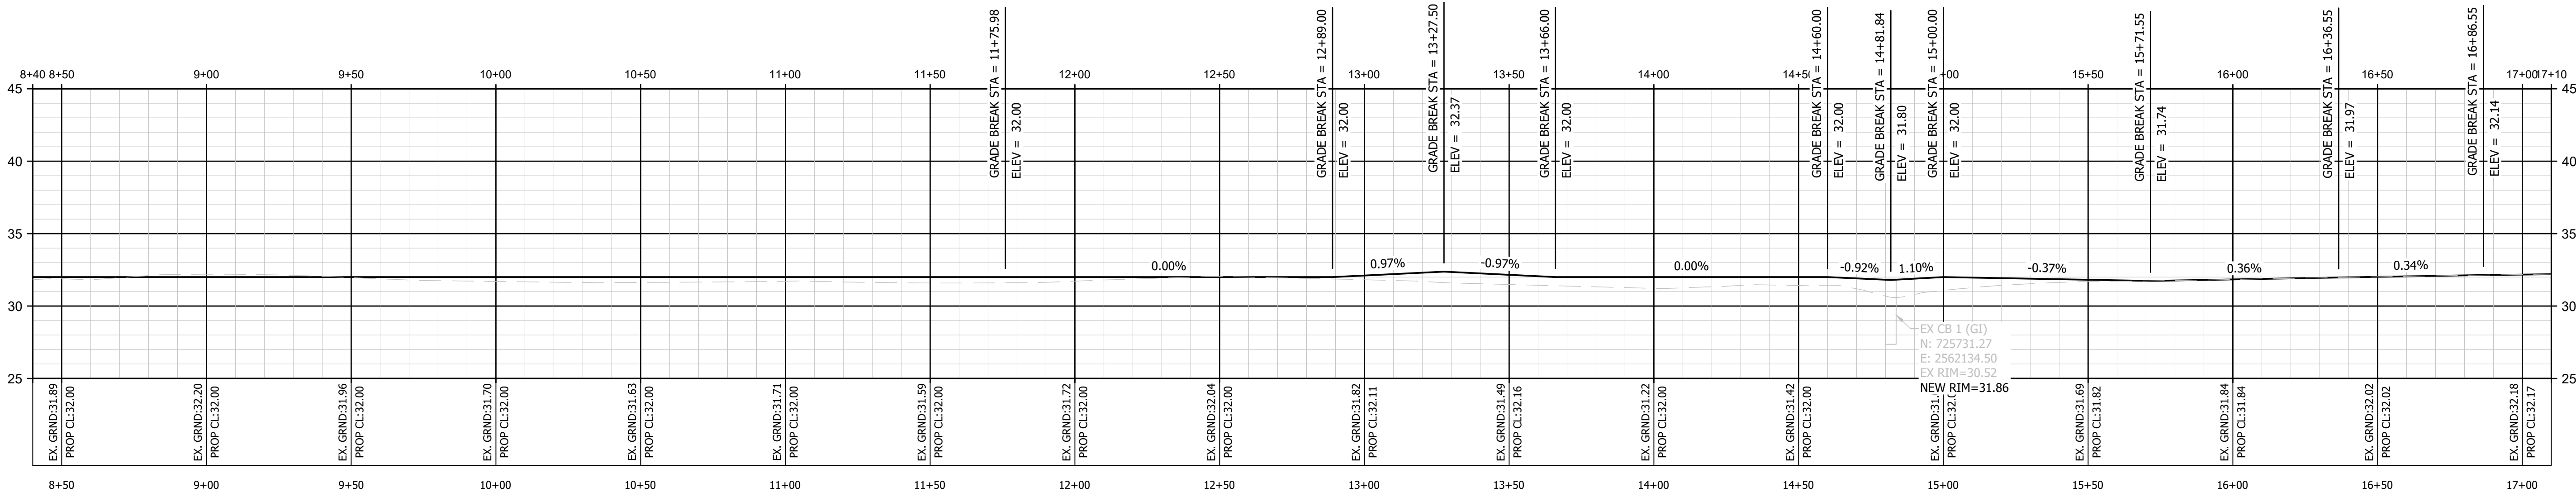 GRADE BREAK STA = 11+75.98
ELEV = 32.00
GRADE BREAK STA = 12+89.00
ELEV = 32.00
GRADE BREAK STA = 13+27.50
ELEV = 32.37
GRADE BREAK STA = 13+66.00
ELEV = 32.00
GRADE BREAK STA = 14+60.00
ELEV = 32.00
GRADE BREAK STA = 14+81.84
ELEV = 31.80
GRADE BREAK STA = 15+00.00
ELEV = 32.00
GRADE BREAK STA = 15+71.55
ELEV = 31.74
GRADE BREAK STA = 16+36.55
ELEV = 31.97
GRADE BREAK STA = 16+86.55
ELEV = 32.14
8+40 8+50 9+00 9+50 10+00 10+50 11+00 11+50 12+00 12+50 13+00 13+50 14+00 14+50 +00 15+50 16+00 16+50 17+00 17+10
45 45
40 40
35 35
0.00% 0.97% -0.97% 0.00% -0.92% 1.10% -0.37% 0.36% 0.34%
30 30
EX CB 1 (GI)
N: 725731.27
E: 2562134.50
EX RIM=30.52
NEW RIM=31.86
25 25
EX. GRND:31.89
PROP CL:32.00
EX. GRND:32.20
PROP CL:32.00
EX. GRND:31.96
PROP CL:32.00
EX. GRND:31.70
PROP CL:32.00
EX. GRND:31.63
PROP CL:32.00
EX. GRND:31.71
PROP CL:32.00
EX. GRND:31.59
PROP CL:32.00
EX. GRND:31.72
PROP CL:32.00
EX. GRND:32.04
PROP CL:32.00
EX. GRND:31.82
PROP CL:32.11
EX. GRND:31.49
PROP CL:32.16
EX. GRND:31.22
PROP CL:32.00
EX. GRND:31.42
PROP CL:32.00
EX. GRND:31.
PROP CL:32.
EX. GRND:31.69
PROP CL:31.82
EX. GRND:31.84
PROP CL:31.84
EX. GRND:32.02
PROP CL:32.02
EX. GRND:32.18
PROP CL:32.17
8+50 9+00 9+50 10+00 10+50 11+00 11+50 12+00 12+50 13+00 13+50 14+00 14+50 15+00 15+50 16+00 16+50 17+00